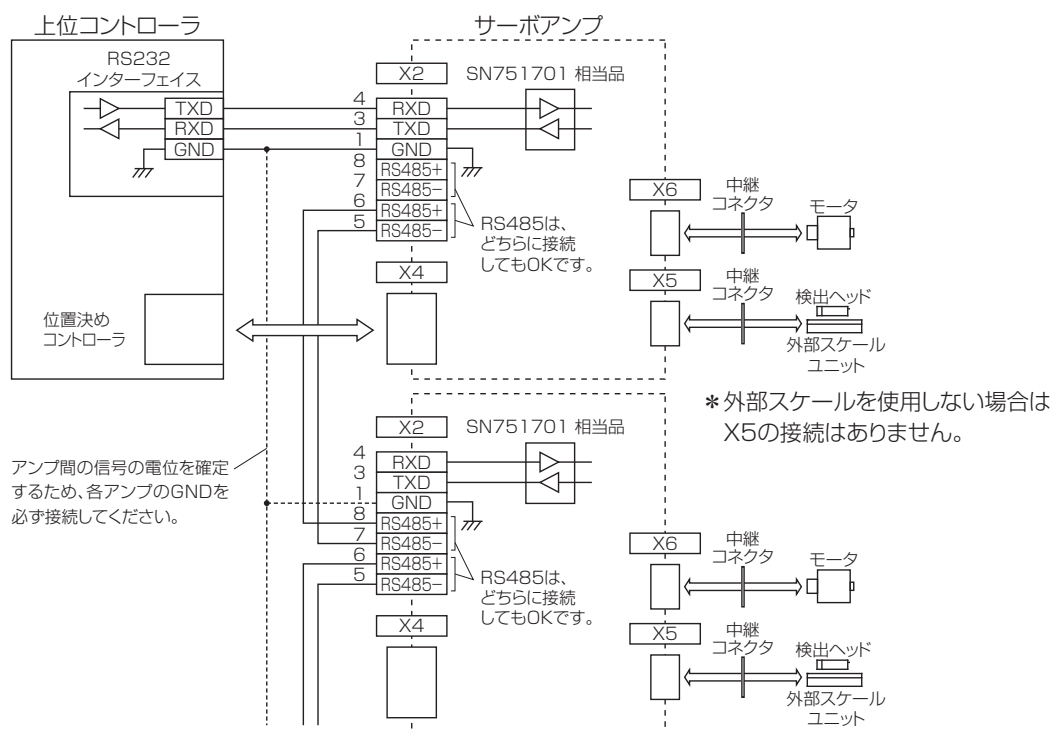 上位コントローラ
サーボアンプ
RS232
インターフェイス
TXD
RXD
GND
X2
SN751701 相当品
4
RXD
3
TXD
1
GND
8
RS485+
7
RS485−
6
RS485+
5
RS485−
RS485は、
どちらに接続
してもOKです。
X4
位置決め
コントローラ
X6
中継
コネクタ
モータ
X5
中継
コネクタ
検出ヘッド
外部スケール
ユニット
＊外部スケールを使用しない場合は
X5の接続はありません。
アンプ間の信号の電位を確定
するため、各アンプのGNDを
必ず接続してください。
X2
SN751701 相当品
4
RXD
3
TXD
1
GND
8
RS485+
7
RS485−
6
RS485+
5
RS485−
RS485は、
どちらに接続
してもOKです。
X4
X6
中継
コネクタ
モータ
X5
中継
コネクタ
検出ヘッド
外部スケール
ユニット